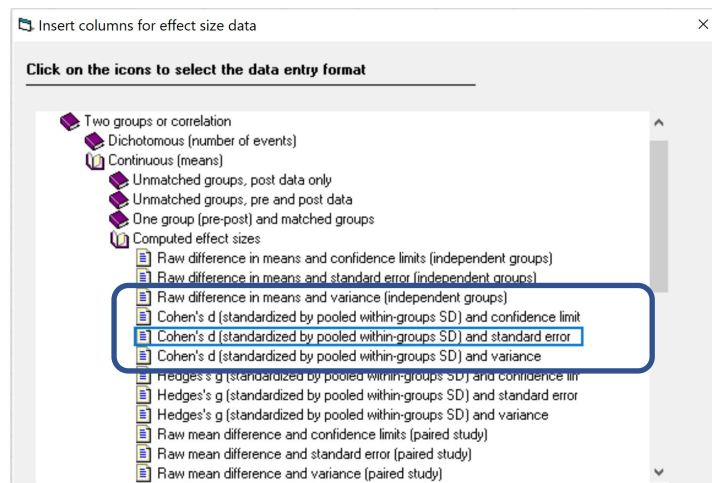 Insert columns for effect size data
Click on the icons to select the data entry format
Two groups or correlation
Dichotomous (number of events)
Continuous (means)
Unmatched groups, post data only
Unmatched groups, pre and post data
One group (pre-post) and matched groups
Computed effect sizes
Raw difference in means and confidence limits (independent groups)
Raw difference in means and standard error (independent groups)
Raw difference in means and variance (independent groups)
Cohen's d (standardized by pooled within-groups SD) and confidence limit
Cohen's d (standardized by pooled within-groups SD) and standard error
Cohen's d (standardized by pooled within-groups SD) and variance
Hedges's g (standardized by pooled within-groups SD) and confidence lim
Hedges's g (standardized by pooled within-groups SD) and standard error
Hedges's g (standardized by pooled within-groups SD) and variance
Raw mean difference and confidence limits (paired study)
Raw mean difference and standard error (paired study)
Raw mean difference and variance (paired study)